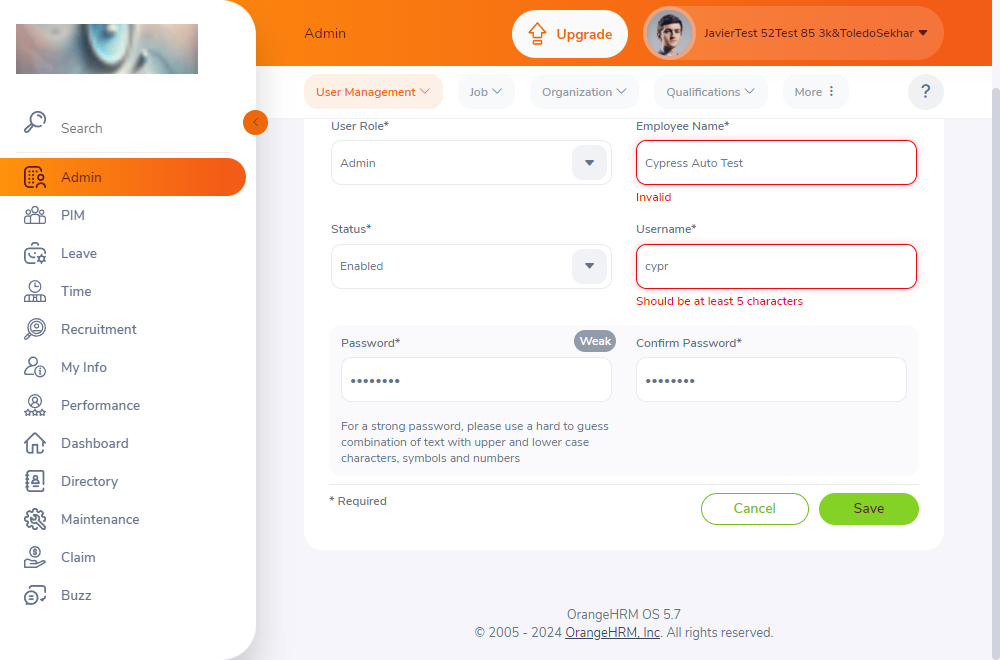 Admin
Upgrade
JavierTest 52Test 85 3k&ToledoSekhar
User Management
Job
Organization
Qualifications
More
?
Search
Admin
PIM
Leave
Time
Recruitment
My Info
Performance
Dashboard
Directory
Maintenance
Claim
Buzz
User Role*
Employee Name*
Admin
Cypress Auto Test
Invalid
Status*
Username*
Enabled
cypr
Should be at least 5 characters
Password*
Weak
Confirm Password*
••••••••
••••••••
For a strong password, please use a hard to guess
combination of text with upper and lower case
characters, symbols and numbers
* Required
Cancel
Save
OrangeHRM OS 5.7
© 2005 - 2024 OrangeHRM, Inc. All rights reserved.